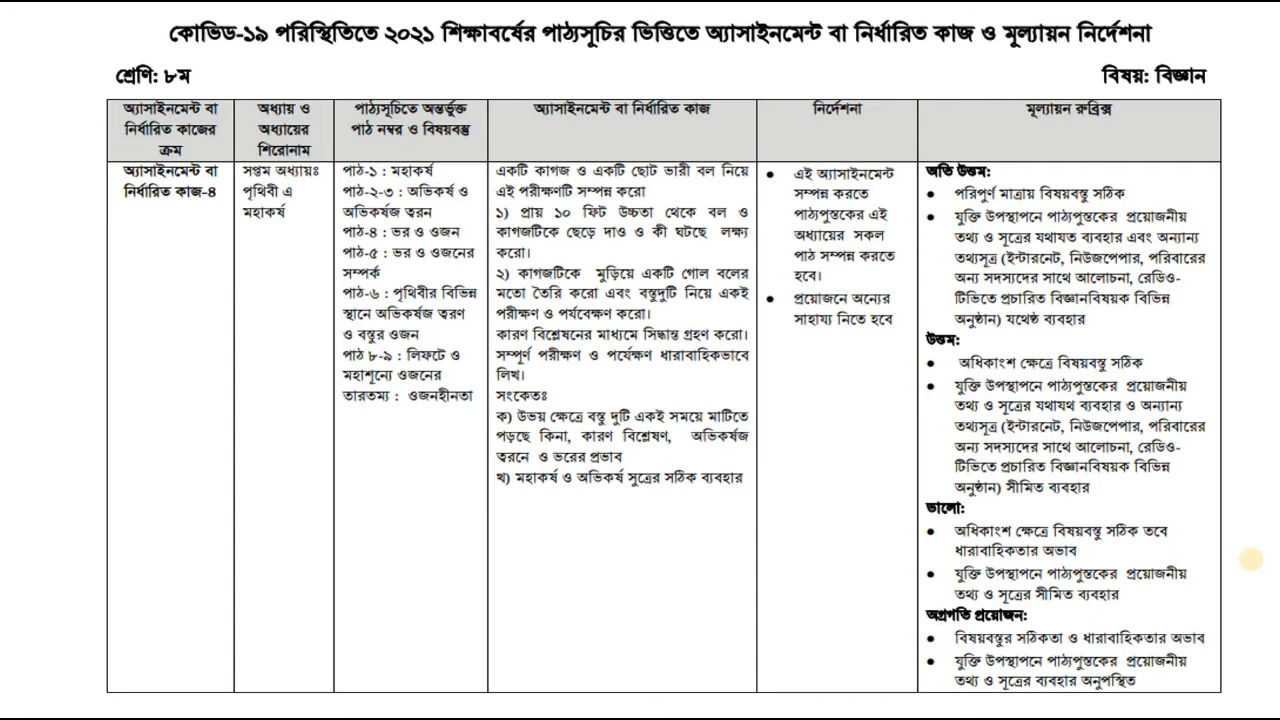 কোভিড-১৯ পরিস্থিতিতে ২০২১ শিক্ষাবর্ষের পাঠ্যসূচির ভিত্তিতে অ্যাসাইনমেন্ট বা নির্ধারিত কাজ ও মূল্যায়ন নির্দেশনা
শ্রেণি: ৮ম
বিষয়: বিজ্ঞান
অ্যাসাইনমেন্ট বা
নির্ধারিত কাজের
ক্রম
অধ্যায় ও
অধ্যায়ের
শিরোনাম
পাঠ্যসূচিতে অন্তর্ভুক্ত
পাঠ নম্বর ও বিষয়বস্তু
অ্যাসাইনমেন্ট বা নির্ধারিত কাজ
নির্দেশনা
মূল্যায়ন রুব্রিক্স
অ্যাসাইনমেন্ট বা
নির্ধারিত কাজ-৪
সপ্তম অধ্যায়ঃ
পৃথিবী এ
মহাকর্ষ
পাঠ-১ : মহাকর্ষ
পাঠ-২-৩ : অভিকর্ষ ও
অভিকর্ষজ ত্বরন
পাঠ-৪ : ভর ও ওজন
পাঠ-৫ : ভর ও ওজনের
সম্পর্ক
পাঠ-৬ : পৃথিবীর বিভিন্ন
স্থানে অভিকর্ষজ ত্বরণ
ও বস্তুর ওজন
পাঠ ৮-৯ : লিফটে ও
মহাশূন্যে ওজনের
তারতম্য : ওজনহীনতা
একটি কাগজ ও একটি ছোট ভারী বল নিয়ে
এই পরীক্ষণটি সম্পন্ন করো
১) প্রায় ১০ ফিট উচ্চতা থেকে বল ও
কাগজটিকে ছেড়ে দাও ও কী ঘটছে লক্ষ্য
করো।
২) কাগজটিকে মুড়িয়ে একটি গোল বলের
মতো তৈরি করো এবং বস্তুদুটি নিয়ে একই
পরীক্ষণ ও পর্যবেক্ষণ করো।
কারণ বিশ্লেষনের মাধ্যমে সিদ্ধান্ত গ্রহণ করো।
সম্পূর্ণ পরীক্ষণ ও পর্যেক্ষণ ধারাবাহিকভাবে
লিখ।
সংকেতঃ
ক) উভয় ক্ষেত্রে বস্তু দুটি একই সময়ে মাটিতে
পড়ছে কিনা, কারণ বিশ্লেষণ, অভিকর্ষজ
ত্বরনে ও ভরের প্রভাব
খ) মহাকর্ষ ও অভিকর্ষ সুত্রের সঠিক ব্যবহার
● এই অ্যাসাইনমেন্ট
সম্পন্ন করতে
পাঠ্যপুস্তকের এই
অধ্যায়ের সকল
পাঠ সম্পন্ন করতে
হবে।
● প্রয়োজনে অন্যের
সাহায্য নিতে হবে
অতি উত্তম:
● পরিপূর্ণ মাত্রায় বিষয়বস্তু সঠিক
● যুক্তি উপস্থাপনে পাঠ্যপুস্তকের প্রয়োজনীয়
তথ্য ও সূত্রের যথাযত ব্যবহার এবং অন্যান্য
তথ্যসূত্র (ইন্টারনেট, নিউজপেপার, পরিবারের
অন্য সদস্যদের সাথে আলোচনা, রেডিও-
টিভিতে প্রচারিত বিজ্ঞানবিষয়ক বিভিন্ন
অনুষ্ঠান) যথেষ্ঠ ব্যবহার
উত্তম:
● অধিকাংশ ক্ষেত্রে বিষয়বস্তু সঠিক
● যুক্তি উপস্থাপনে পাঠ্যপুস্তকের প্রয়োজনীয়
তথ্য ও সূত্রের যথাযথ ব্যবহার ও অন্যান্য
তথ্যসূত্র (ইন্টারনেট, নিউজপেপার, পরিবারের
অন্য সদস্যদের সাথে আলোচনা, রেডিও-
টিভিতে প্রচারিত বিজ্ঞানবিষয়ক বিভিন্ন
অনুষ্ঠান) সীমিত ব্যবহার
ভালো:
● অধিকাংশ ক্ষেত্রে বিষয়বস্তু সঠিক তবে
ধারাবাহিকতার অভাব
● যুক্তি উপস্থাপনে পাঠ্যপুস্তকের প্রয়োজনীয়
তথ্য ও সূত্রের সীমিত ব্যবহার
অগ্রগতি প্রয়োজন:
● বিষয়বস্তুর সঠিকতা ও ধারাবাহিকতার অভাব
● যুক্তি উপস্থাপনে পাঠ্যপুস্তকের প্রয়োজনীয়
তথ্য ও সূত্রের ব্যবহার অনুপস্থিত